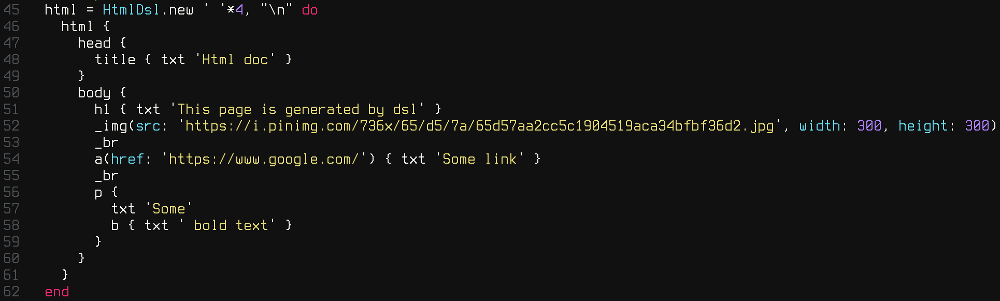 45   html = HtmlDsl.new ' '*4, "\n" do
46     html {
47       head {
48         title { txt 'Html doc' }
49       }
50       body {
51         h1 { txt 'This page is generated by dsl' }
52         _img(src: 'https://i.pinimg.com/736x/65/d5/7a/65d57aa2cc5c1904519aca34bfbf36d2.jpg', width: 300, height: 300)
53         _br
54         a(href: 'https://www.google.com/') { txt 'Some link' }
55         _br
56         p {
57           txt 'Some'
58           b { txt ' bold text' }
59         }
60       }
61     }
62   end